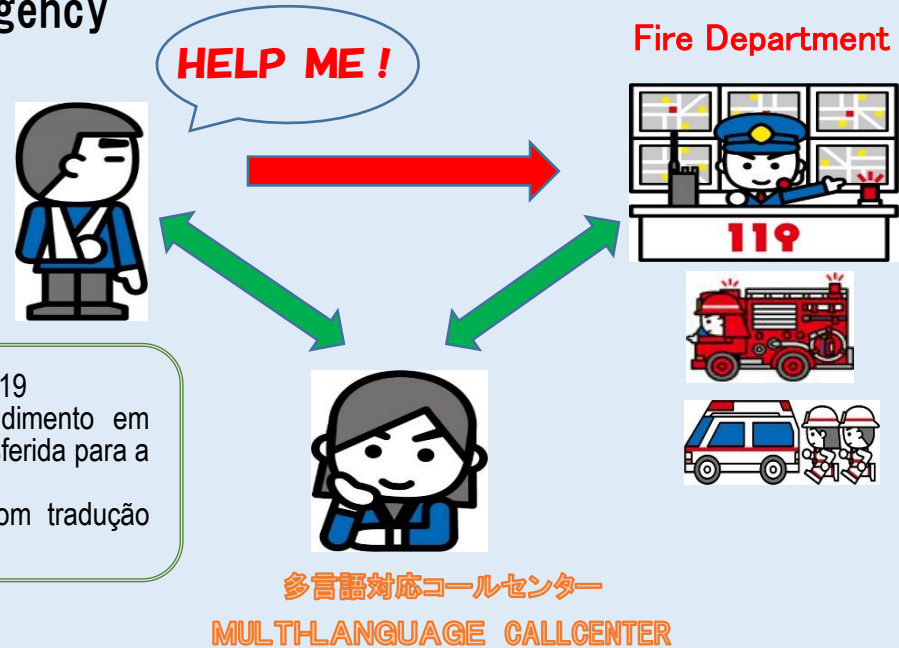 gency
HELP ME !
Fire Department
119
19
dimento em
sferida para a
om tradução
多言語対応コールセンター
MULTI-LANGUAGE CALLCENTER